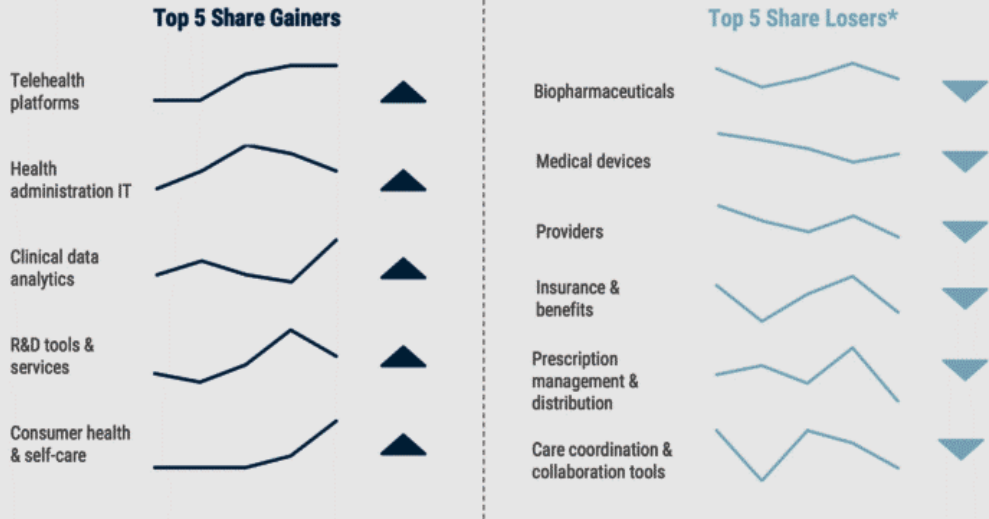 Top 5 Share Gainers
Telehealth
platforms
Health
administration IT
Clinical data
analytics
R&D tools &
services
Consumer health
& self-care
Top 5 Share Losers*
Biopharmaceuticals
Medical devices
Providers
Insurance &
benefits
Prescription
management &
distribution
Care coordination &
collaboration tools